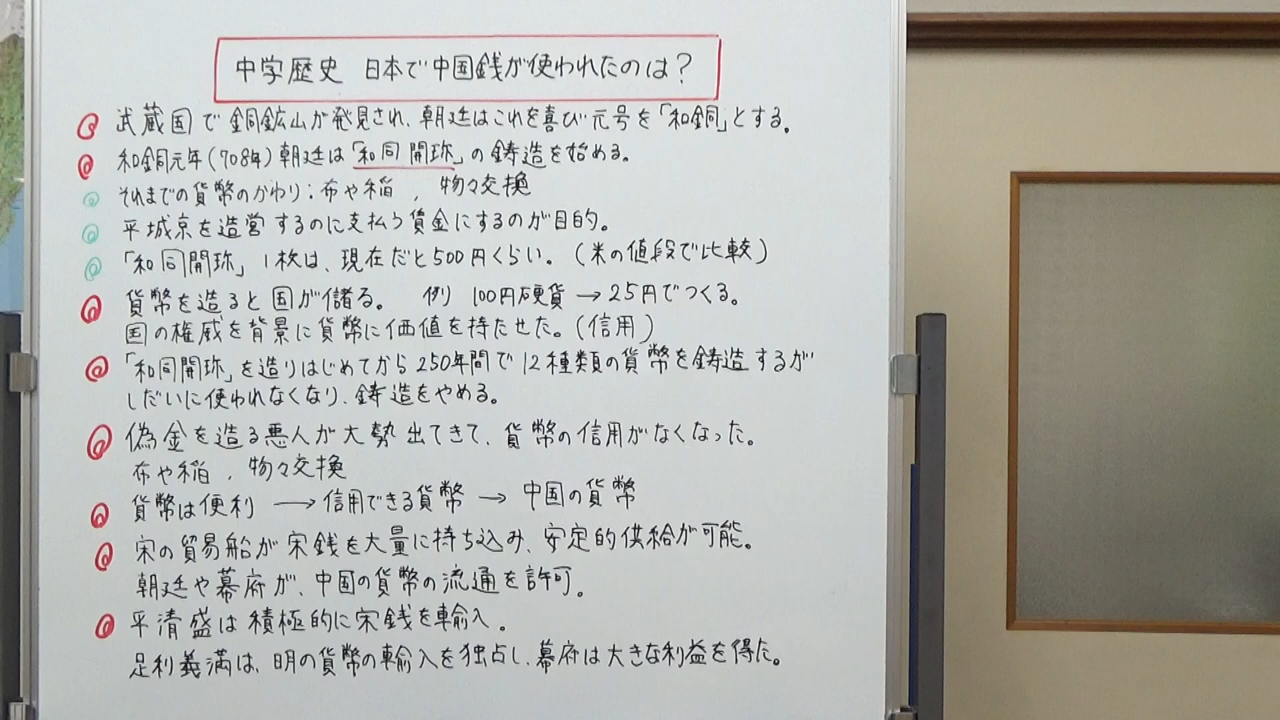 中学歴史 日本で中国銭が使われたのは?
武蔵国で銅鉱山が発見され、朝廷はこれを喜び元号を「和銅」とする。
和銅元年(708年)朝廷は「和同開珎」の鋳造を始める。
それまでの貨幣のかわり:布や稲、物々交換
平城京を造営するのに支払う賃金にするのが目的。
「和同開珎」1枚は、現在だと500円くらい。(米の値段で比較)
貨幣を造ると国が儲る。 例 100円硬貨→25円でつくる。
国の権威を背景に貨幣に価値を持たせた。(信用)
「和同開珎」を造りはじめてから250年間で12種類の貨幣を鋳造するが
しだいに使われなくなり、鋳造をやめる。
偽金を造る悪人が大勢出てきて、貨幣の信用がなくなった。
布や稲、物々交換
貨幣は便利 → 信用できる貨幣 → 中国の貨幣
宋の貿易船が宋銭を大量に持ち込み、安定的供給が可能。
朝廷や幕府が、中国の貨幣の流通を許可。
平清盛は積極的に宋銭を輸入。
足利義満は、明の貨幣の輸入を独占し、幕府は大きな利益を得た。